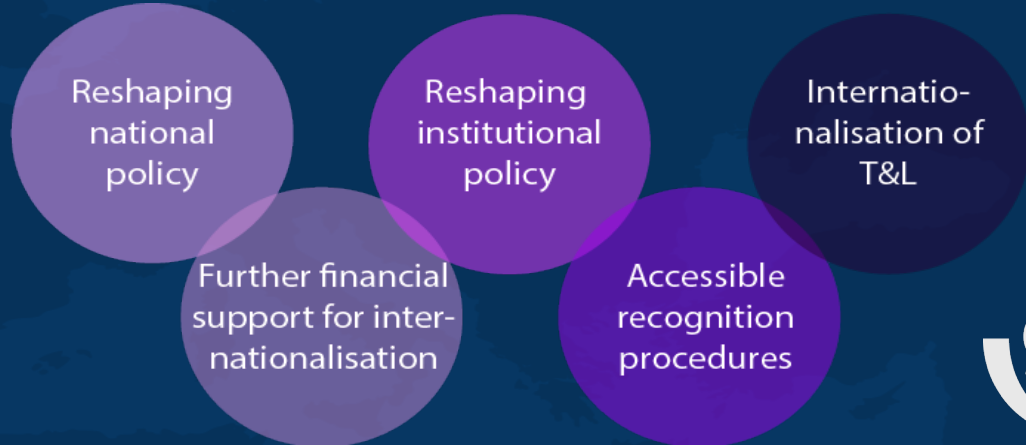 Reshaping
national
policy
Further financial
support for inter-
nationalisation
Reshaping
institutional
policy
Accessible
recognition
procedures
Internatio-
nalisation of
T&L